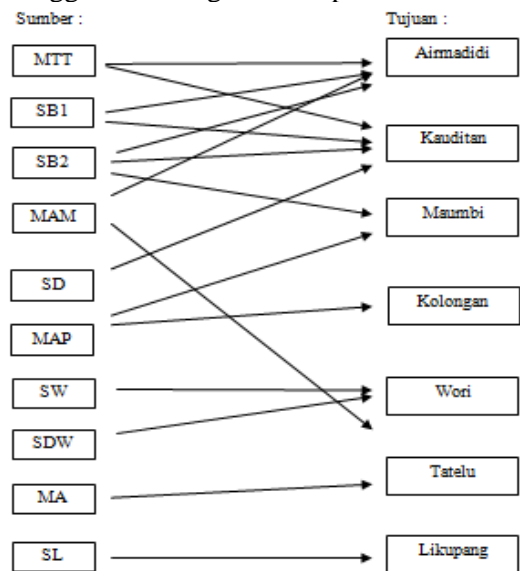 Sumber :
Tujuan :
MTT
Airmadidi
SB1
Kauditan
SB2
Maumbi
MAM
SD
Kolongan
MAP
SW
Wori
SDW
Tatelu
MA
SL
Likupang